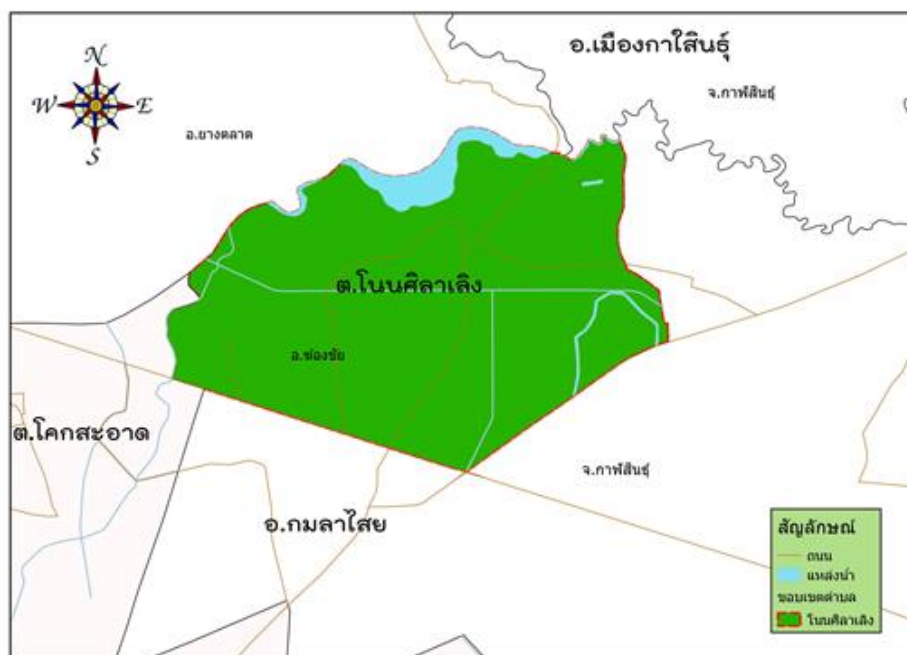 อ.เมืองกาใสินธุ์
จ.กาฬสินธุ์
N
W E
S
อ.ยางตลาด
ต.โนนศิลาเลิง
อ.ฆ้องชัย
ต.โคกสะอาด
จ.กาฬสินธุ์
อ.กมลาไสย
สัญลักษณ์
ถนน
แหล่งน้ำ
ขอบเขตตำบล
โนนศิลาเลิง